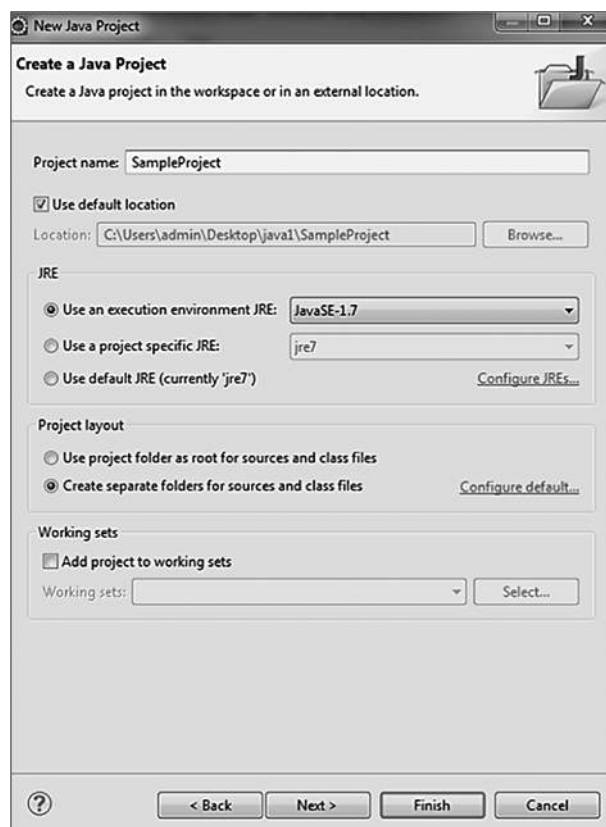 New Java Project
Create a Java Project
Create a Java project in the workspace or in an external location.
Project name: SampleProject
Use default location
Location: C:\Users\admin\Desktop\java1\SampleProject Browse...
JRE
Use an execution environment JRE: JavaSE-1.7
Use a project specific JRE: jre7
Use default JRE (currently 'jre7') Configure JREs...
Project layout
Use project folder as root for sources and class files
Create separate folders for sources and class files Configure default...
Working sets
Add project to working sets
Working sets: Select...
? < Back Next > Finish Cancel